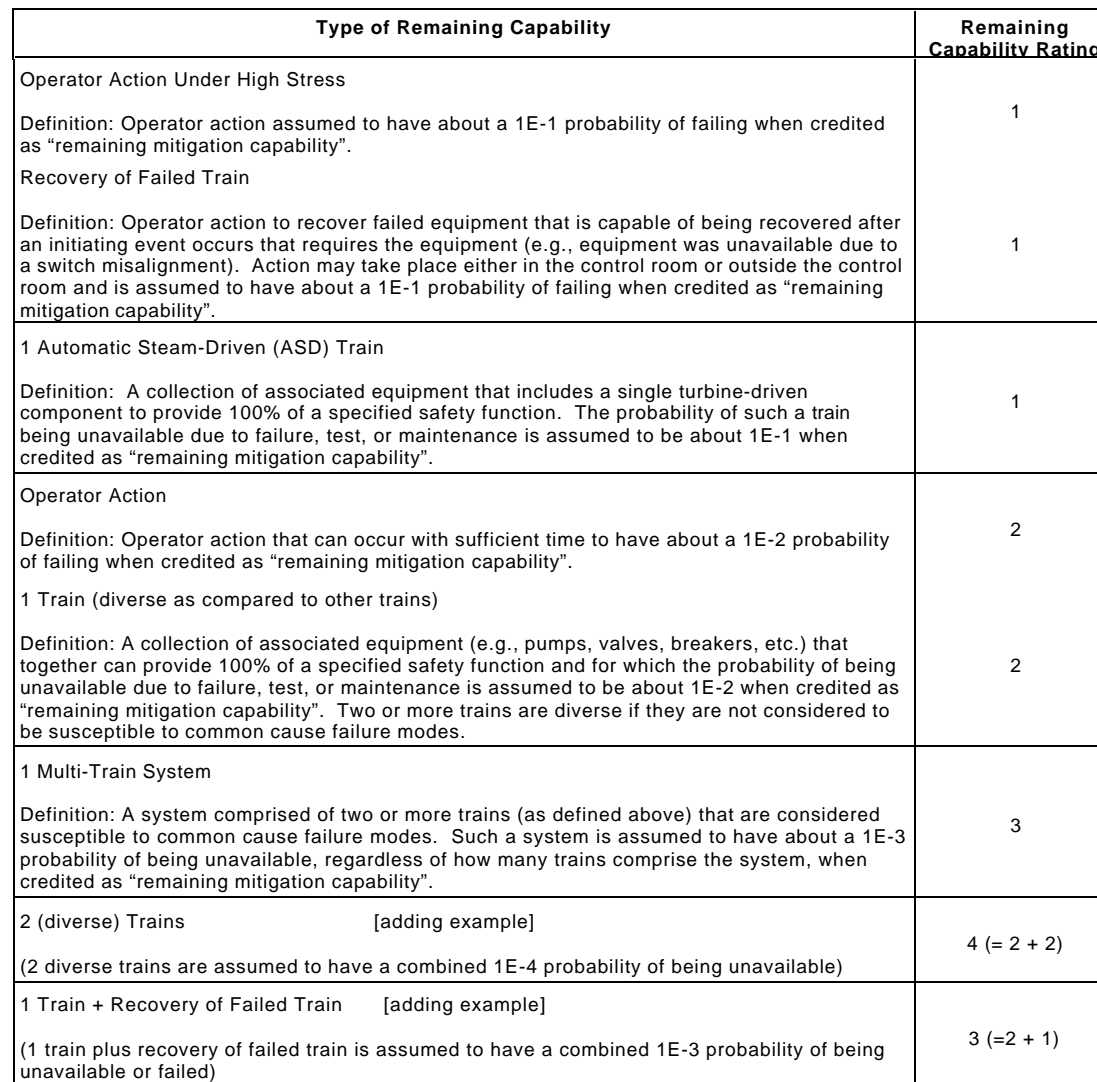 Type of Remaining Capability
Remaining
Capability Rating
Operator Action Under High Stress
Definition: Operator action assumed to have about a 1E-1 probability of failing when credited
as “remaining mitigation capability”.
1
Recovery of Failed Train
Definition: Operator action to recover failed equipment that is capable of being recovered after
an initiating event occurs that requires the equipment (e.g., equipment was unavailable due to
a switch misalignment). Action may take place either in the control room or outside the control
room and is assumed to have about a 1E-1 probability of failing when credited as “remaining
mitigation capability”.
1
1 Automatic Steam-Driven (ASD) Train
Definition: A collection of associated equipment that includes a single turbine-driven
component to provide 100% of a specified safety function. The probability of such a train
being unavailable due to failure, test, or maintenance is assumed to be about 1E-1 when
credited as “remaining mitigation capability”.
1
Operator Action
Definition: Operator action that can occur with sufficient time to have about a 1E-2 probability
of failing when credited as “remaining mitigation capability”.
2
1 Train (diverse as compared to other trains)
Definition: A collection of associated equipment (e.g., pumps, valves, breakers, etc.) that
together can provide 100% of a specified safety function and for which the probability of being
unavailable due to failure, test, or maintenance is assumed to be about 1E-2 when credited as
“remaining mitigation capability”. Two or more trains are diverse if they are not considered to
be susceptible to common cause failure modes.
2
1 Multi-Train System
Definition: A system comprised of two or more trains (as defined above) that are considered
susceptible to common cause failure modes. Such a system is assumed to have about a 1E-3
probability of being unavailable, regardless of how many trains comprise the system, when
credited as “remaining mitigation capability”.
3
2 (diverse) Trains [adding example]
(2 diverse trains are assumed to have a combined 1E-4 probability of being unavailable)
4 (= 2 + 2)
1 Train + Recovery of Failed Train [adding example]
(1 train plus recovery of failed train is assumed to have a combined 1E-3 probability of being
unavailable or failed)
3 (=2 + 1)